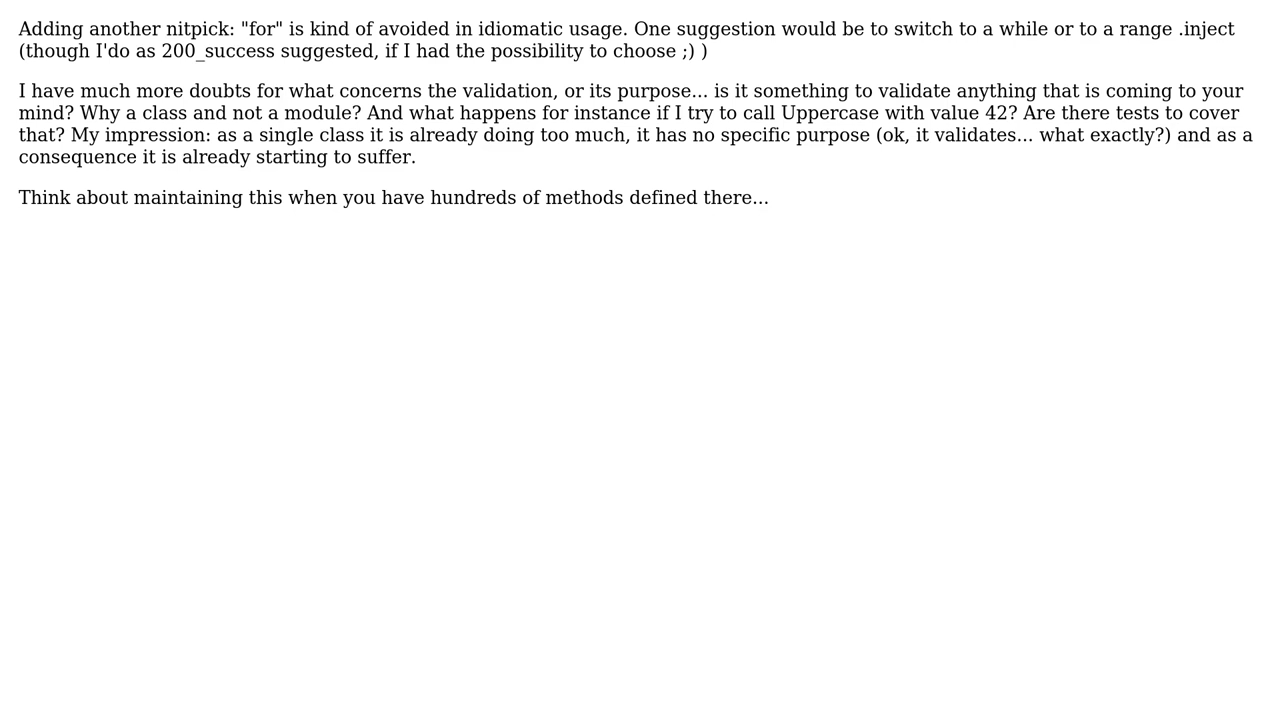 Adding another nitpick: "for" is kind of avoided in idiomatic usage. One suggestion would be to switch to a while or to a range .inject
(though I'do as 200_success suggested, if I had the possibility to choose ;) )
I have much more doubts for what concerns the validation, or its purpose... is it something to validate anything that is coming to your
mind? Why a class and not a module? And what happens for instance if I try to call Uppercase with value 42? Are there tests to cover
that? My impression: as a single class it is already doing too much, it has no specific purpose (ok, it validates... what exactly?) and as a
consequence it is already starting to suffer.
Think about maintaining this when you have hundreds of methods defined there...